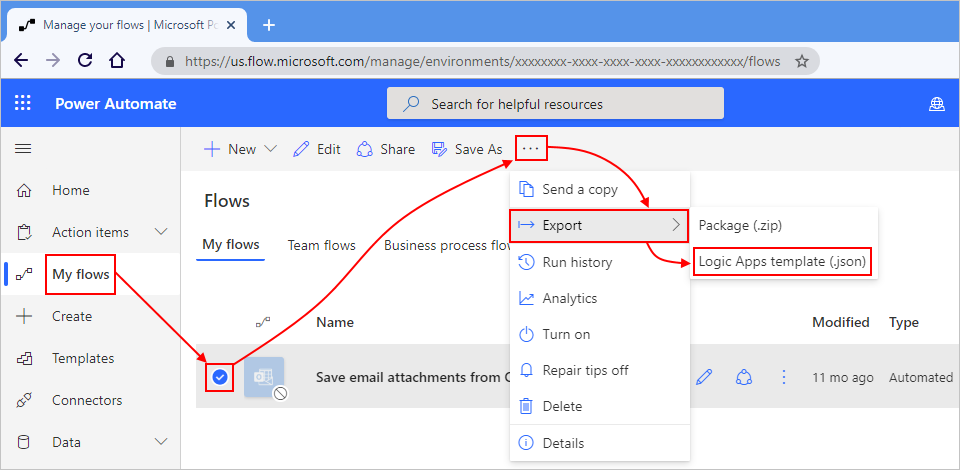 Manage your flows | Microsoft Po
https://us.flow.microsoft.com/manage/environments/xxxxxxxx-xxxx-xxxx-xxxx-xxxxxxxxxxxx/flows
Power Automate
Search for helpful resources
New
Edit
Share
Save As
...
Home
Action items
My flows
Create
Templates
Connectors
Data
Flows
My flows
Team flows
Business process flow
Send a copy
Export
Run history
Analytics
Turn on
Repair tips off
Delete
Details
Package (.zip)
Logic Apps template (.json)
Name
Modified
Type
Save email attachments from O
11 mo ago
Automated